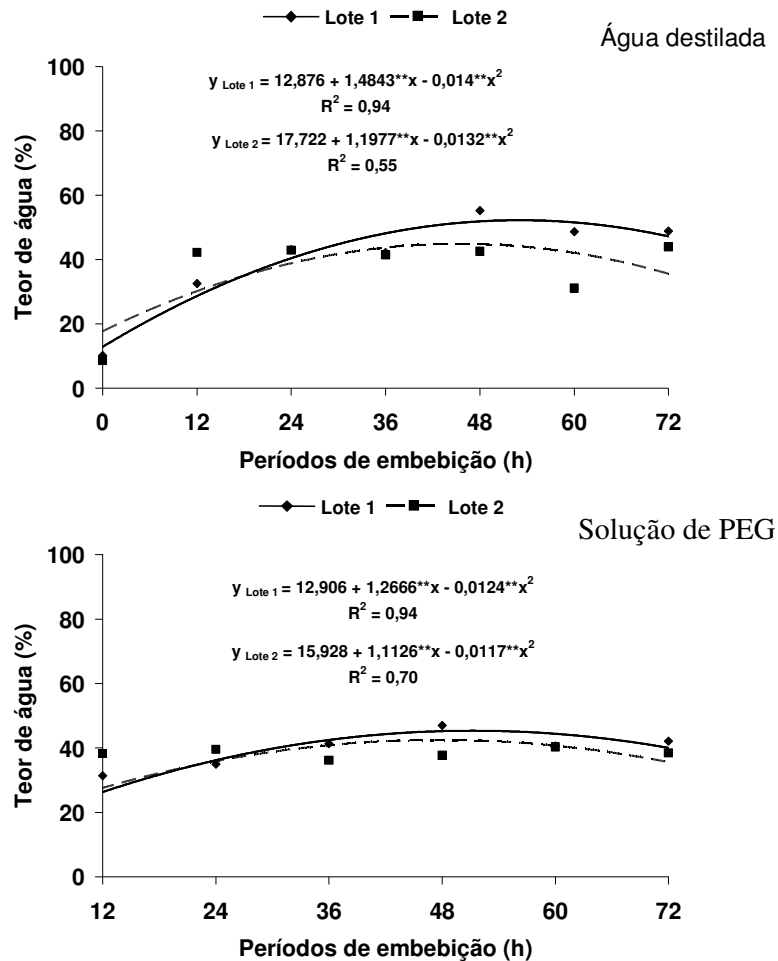 Lote 1 Lote 2
Água destilada
y Lote 1 = 12,876 + 1,4843**x - 0,014**x²
R² = 0,94
y Lote 2 = 17,722 + 1,1977**x - 0,0132**x²
R² = 0,55
Teor de água (%)
100
80
60
40
20
0
0 12 24 36 48 60 72
Períodos de embebição (h)
Lote 1 Lote 2
Solução de PEG
y Lote 1 = 12,906 + 1,2666**x - 0,0124**x²
R² = 0,94
y Lote 2 = 15,928 + 1,1126**x - 0,0117**x²
R² = 0,70
Teor de água (%)
100
80
60
40
20
0
12 24 36 48 60 72
Períodos de embebição (h)